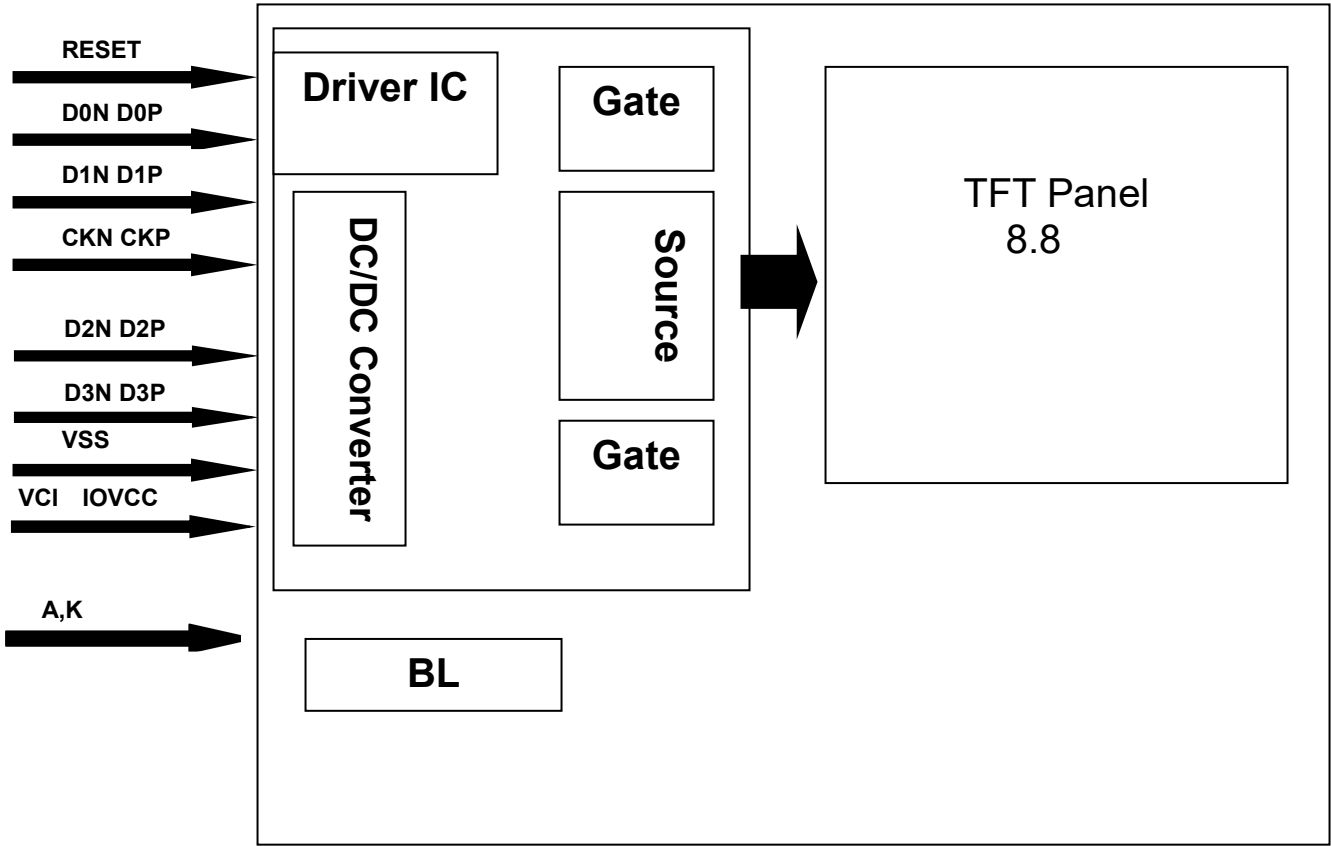 RESET
D0N D0P
D1N D1P
CKN CKP
D2N D2P
D3N D3P
VSS
VCI IOVCC
A,K
Driver IC
DC/DC Converter
Gate
Source
Gate
BL
TFT Panel
8.8